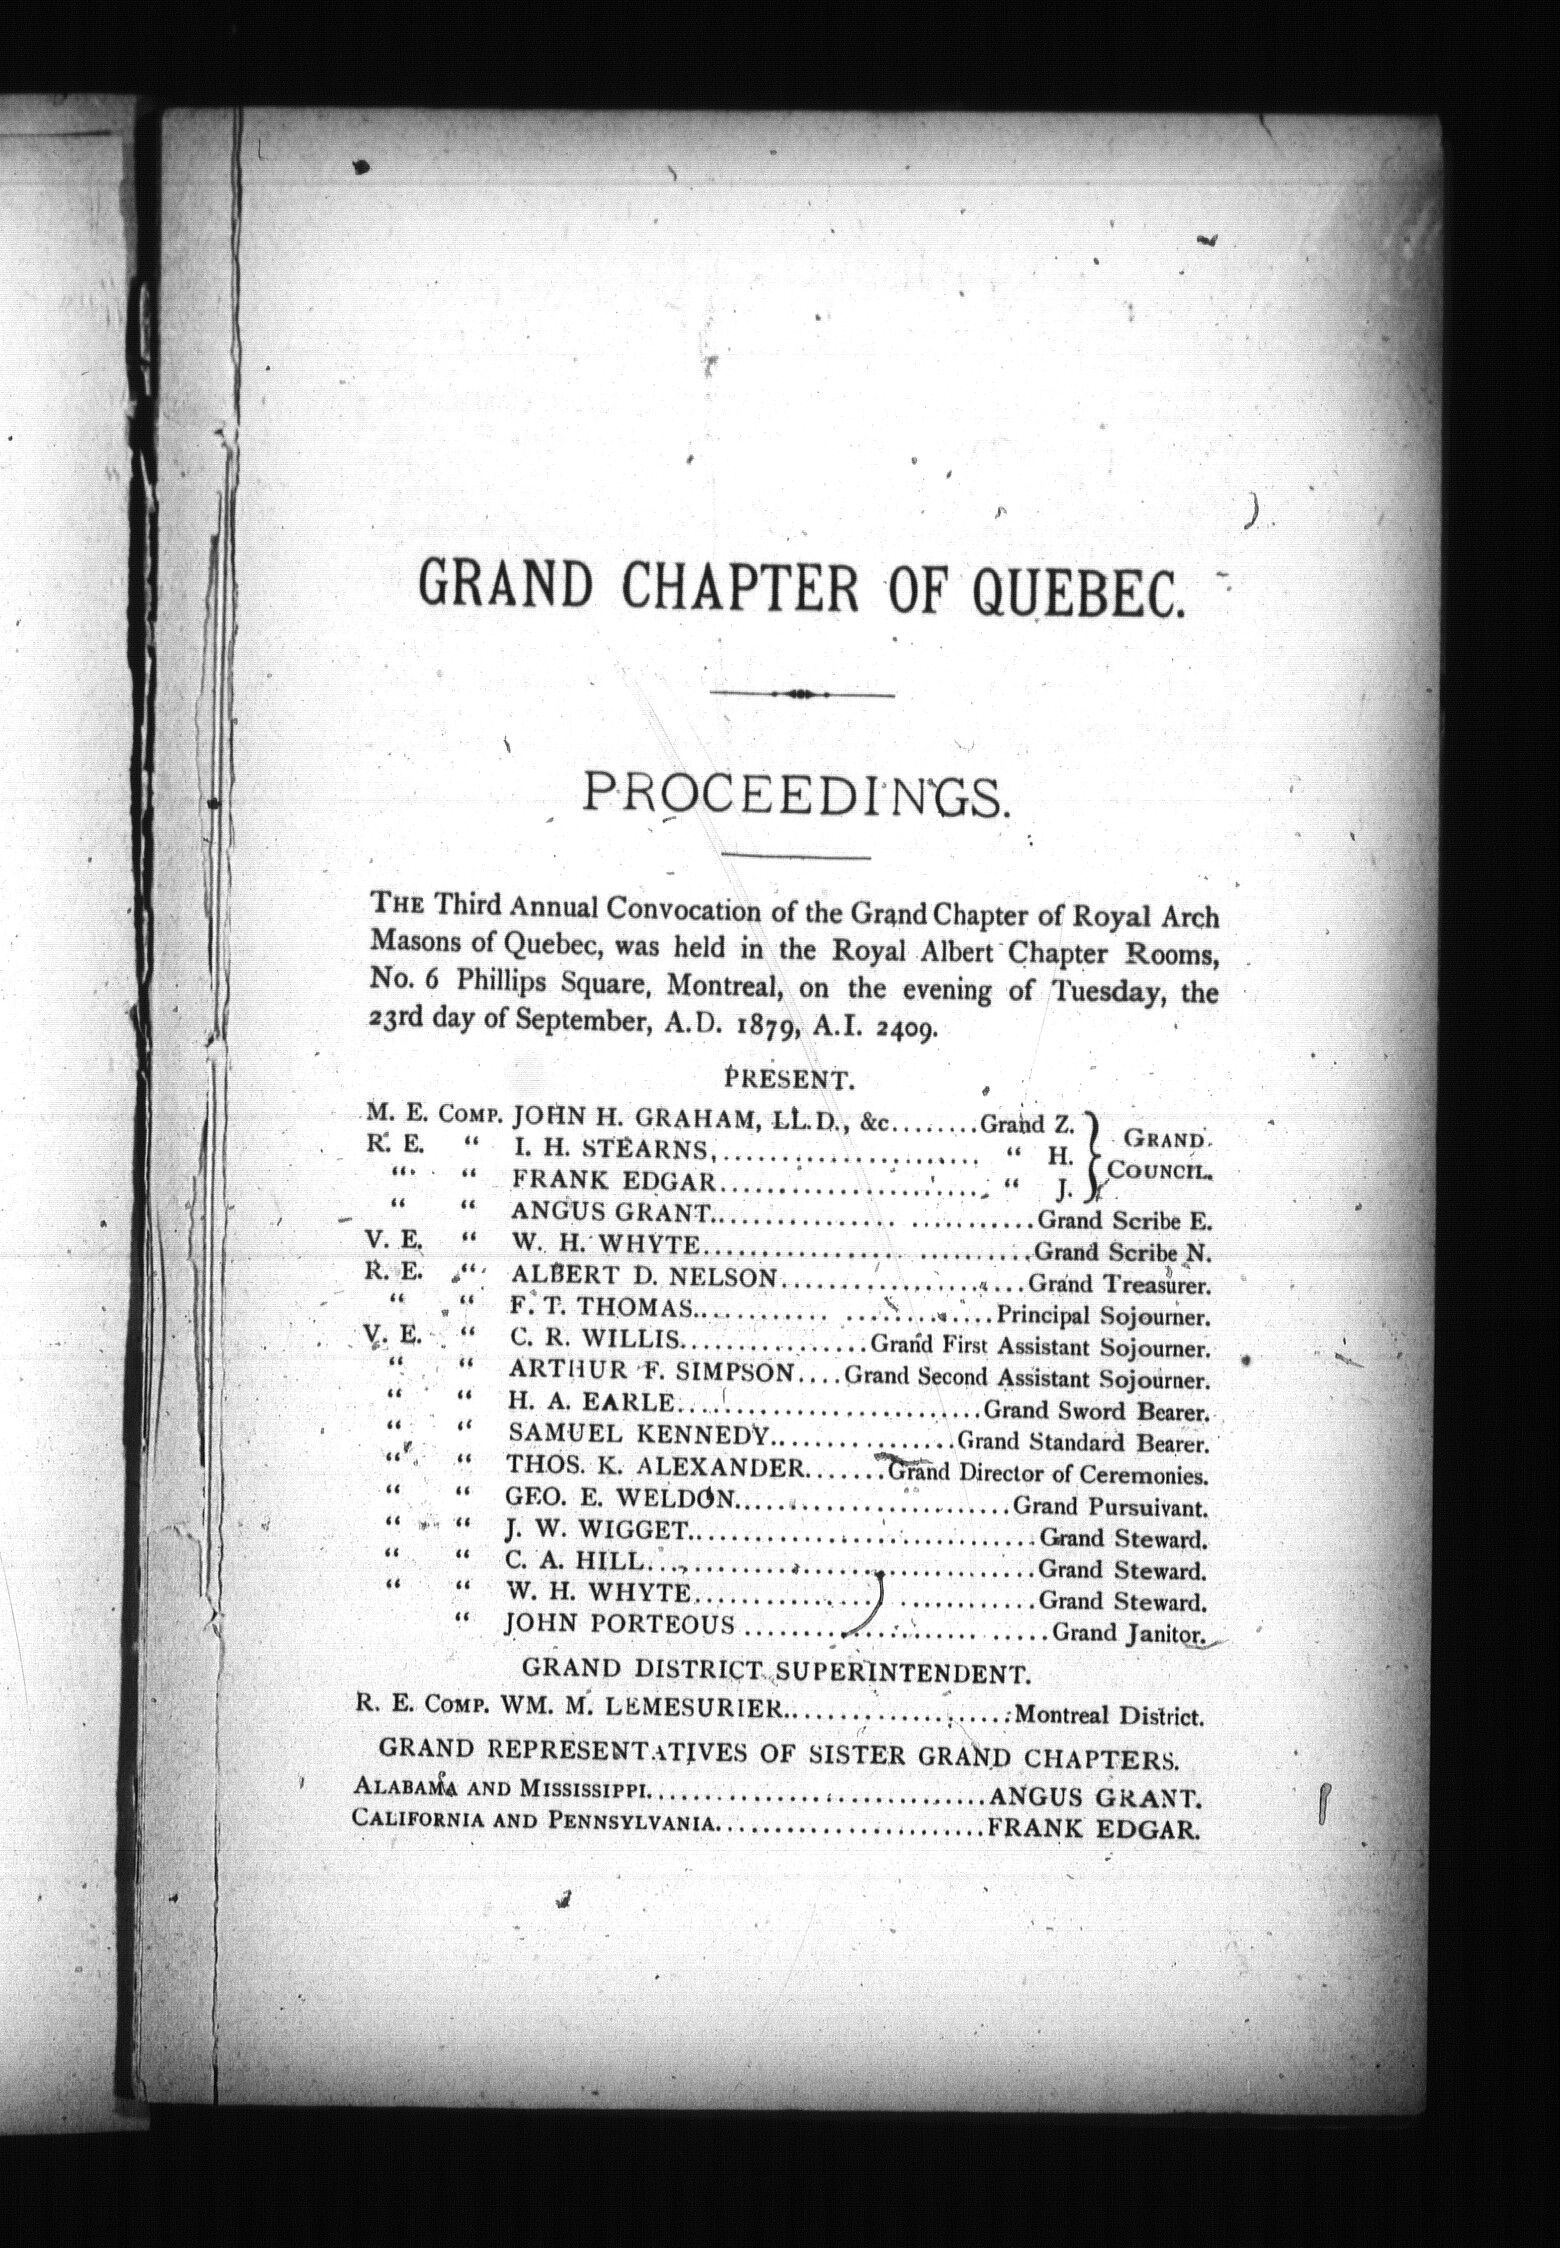 GRAND CHAPTER OF QUEBEC.
PROCEEDINGS.
THE Third Annual Convocation of the Grand Chapter of Royal Arch
Masons of Quebec, was held in the Royal Albert Chapter Rooms,
No. 6 Phillips Square, Montreal, on the evening of Tuesday, the
23rd day of September, A.D. 1879, A.I. 2409.
PRESENT.
M. E. COMP. JOHN H. GRAHAM, LL.D., &c........Grand Z. } GRAND
R. E. “ I. H. STEARNS,...................... “ H. } COUNCIL.
“ “ FRANK EDGAR....................... “ J. }
“ “ ANGUS GRANT..........................Grand Scribe E.
V. E. “ W. H. WHYTE..........................Grand Scribe N.
R. E. “ ALBERT D. NELSON.....................Grand Treasurer.
“ “ F. T. THOMAS........................Principal Sojourner.
V. E. “ C. R. WILLIS................Grand First Assistant Sojourner.
“ “ ARTHUR F. SIMPSON....Grand Second Assistant Sojourner.
“ “ H. A. EARLE..........................Grand Sword Bearer.
“ “ SAMUEL KENNEDY................Grand Standard Bearer.
“ “ THOS. K. ALEXANDER.......Grand Director of Ceremonies.
“ “ GEO. E. WELDON.......................Grand Pursuivant.
“ “ J. W. WIGGET.............................Grand Steward.
“ “ C. A. HILL................................Grand Steward.
“ “ W. H. WHYTE............................Grand Steward.
“ JOHN PORTEOUS .........................Grand Janitor.
GRAND DISTRICT SUPERINTENDENT.
R. E. COMP. WM. M. LEMESURIER...................Montreal District.
GRAND REPRESENTATIVES OF SISTER GRAND CHAPTERS.
ALABAMA AND MISSISSIPPI............................ANGUS GRANT.
CALIFORNIA AND PENNSYLVANIA......................FRANK EDGAR.